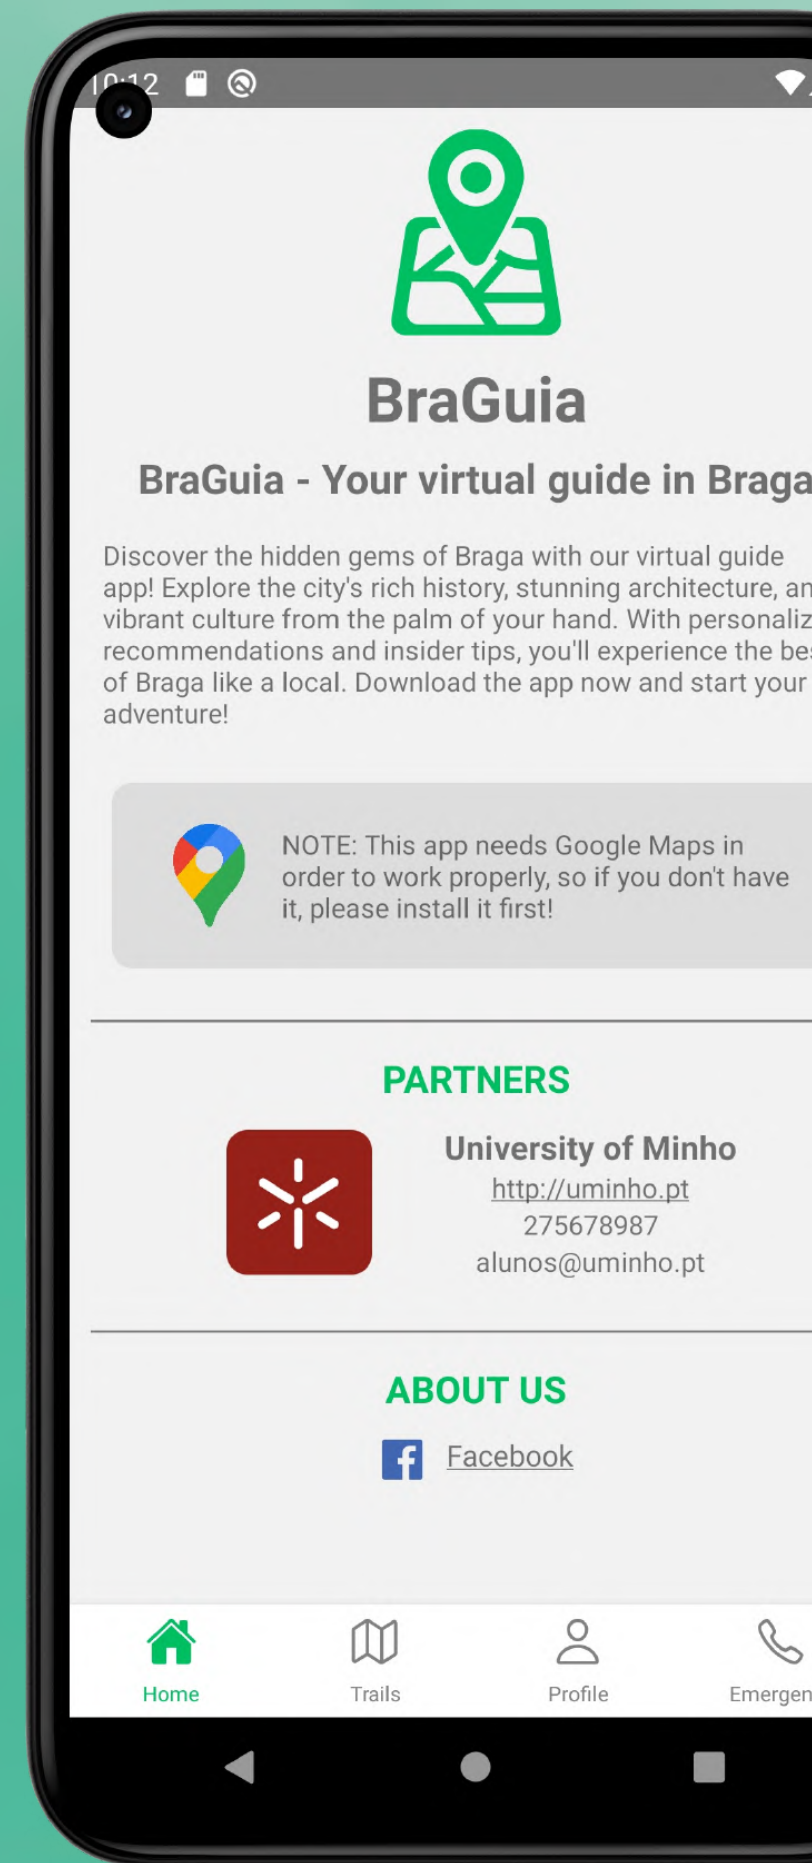 10:12
BraGuia
BraGuia - Your virtual guide in Braga
Discover the hidden gems of Braga with our virtual guide
app! Explore the city's rich history, stunning architecture, an
vibrant culture from the palm of your hand. With personaliz
recommendations and insider tips, you'll experience the bes
of Braga like a local. Download the app now and start your
adventure!
NOTE: This app needs Google Maps in
order to work properly, so if you don't have
it, please install it first!
PARTNERS
University of Minho
http://uminho.pt
275678987
alunos@uminho.pt
ABOUT US
Facebook
Home Trails Profile Emergen